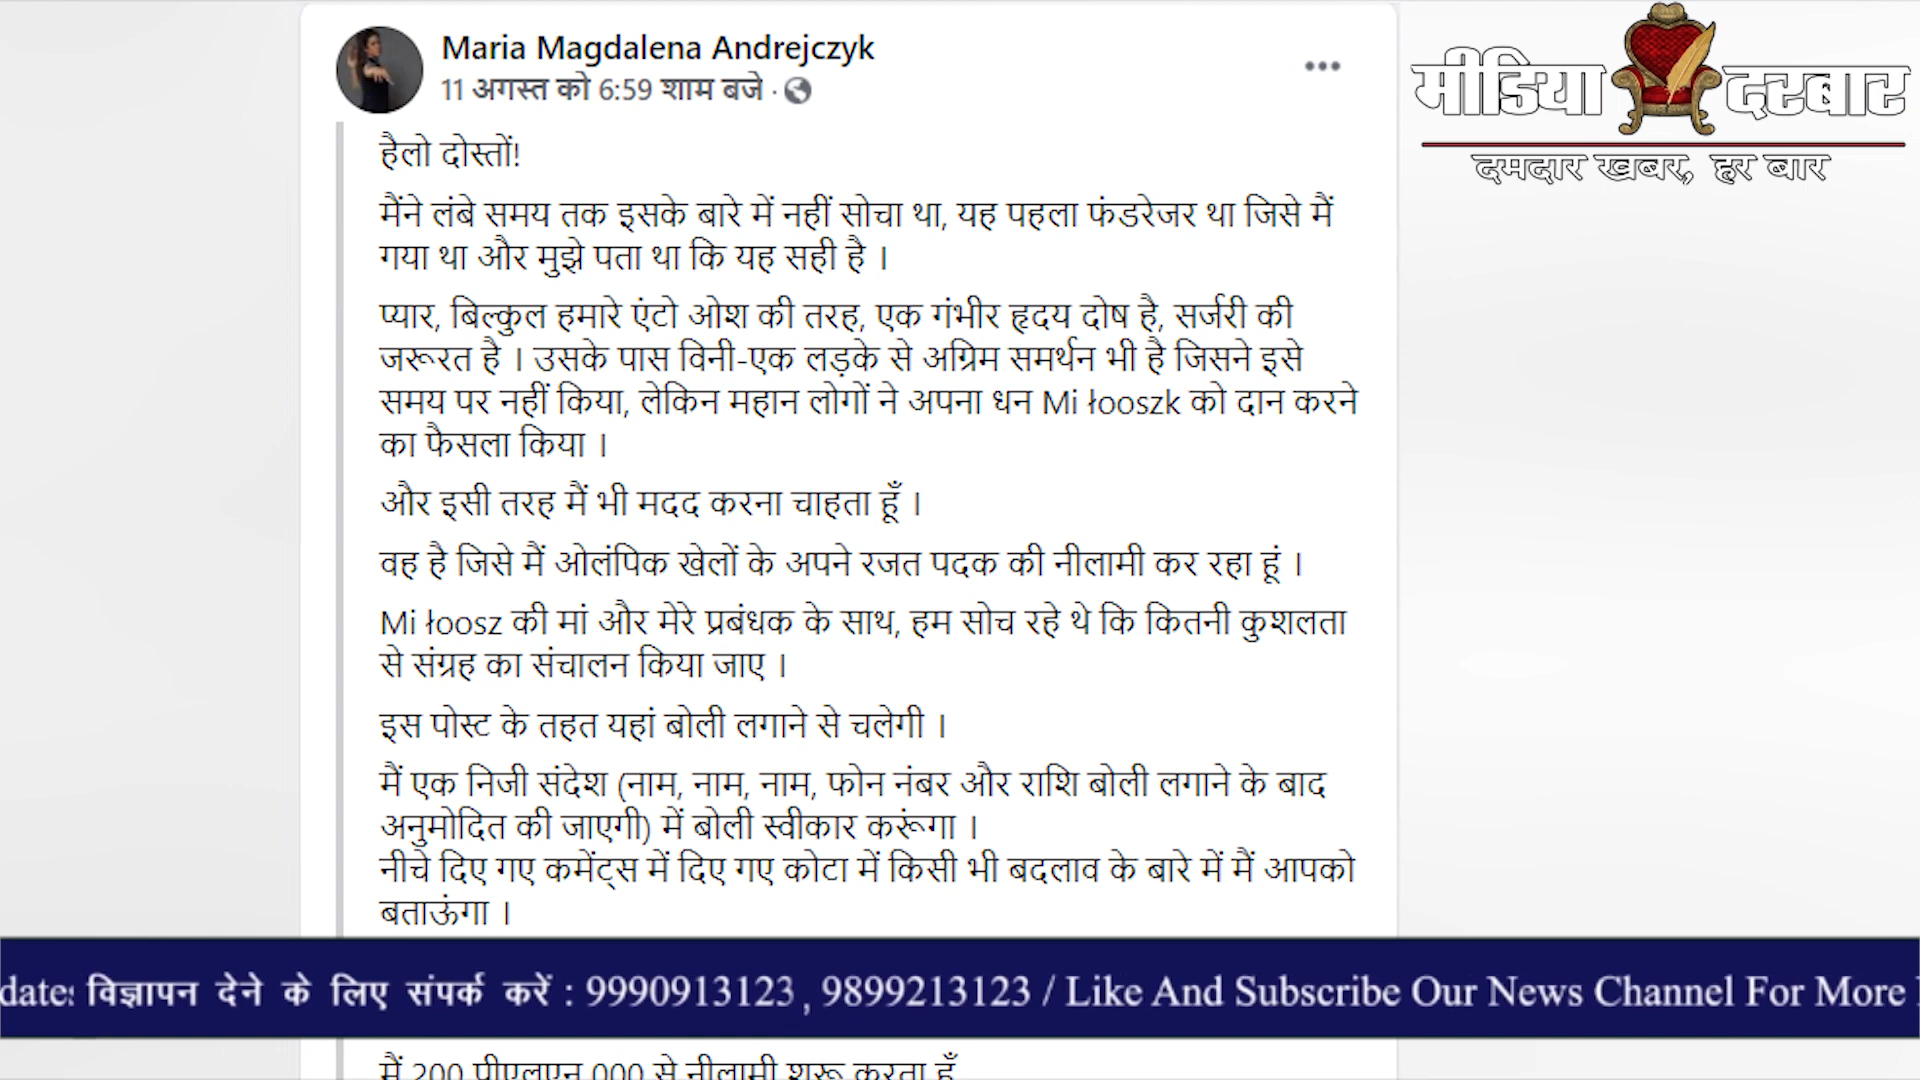 Maria Magdalena Andrejczyk
11 अगस्त को 6:59 शाम बजे ·
हैलो दोस्तों!
मैंने लंबे समय तक इसके बारे में नहीं सोचा था, यह पहला फंडरेजर था जिसे मैं
गया था और मुझे पता था कि यह सही है ।
प्यार, बिल्कुल हमारे एंटो ओश की तरह, एक गंभीर हृदय दोष है, सर्जरी की
जरूरत है । उसके पास विनी-एक लड़के से अग्रिम समर्थन भी है जिसने इसे
समय पर नहीं किया, लेकिन महान लोगों ने अपना धन Mi łooszk को दान करने
का फैसला किया ।
और इसी तरह मैं भी मदद करना चाहता हूँ ।
वह है जिसे मैं ओलंपिक खेलों के अपने रजत पदक की नीलामी कर रहा हूं ।
Mi łoosz की मां और मेरे प्रबंधक के साथ, हम सोच रहे थे कि कितनी कुशलता
से संग्रह का संचालन किया जाए ।
इस पोस्ट के तहत यहां बोली लगाने से चलेगी ।
मैं एक निजी संदेश (नाम, नाम, नाम, फोन नंबर और राशि बोली लगाने के बाद
अनुमोदित की जाएगी) में बोली स्वीकार करूंगा ।
नीचे दिए गए कमेंट्स में दिए गए कोटा में किसी भी बदलाव के बारे में मैं आपको
बताऊंगा ।
मैं 200 पीएलएन 000 से नीलामी शुरू करता हूँ
मीडिया दरबार
दमदार खबर, हर बार
dates विज्ञापन देने के लिए संपर्क करें : 9990913123 , 9899213123 / Like And Subscribe Our News Channel For More